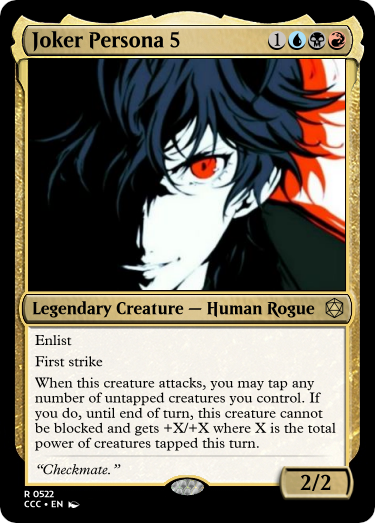 Joker Persona 5
1
Legendary Creature — Human Rogue
Enlist
First strike
When this creature attacks, you may tap any
number of untapped creatures you control. If
you do, until end of turn, this creature cannot
be blocked and gets +X/+X where X is the total
power of creatures tapped this turn.
“Checkmate.”
2/2
R 0522
CCC • EN